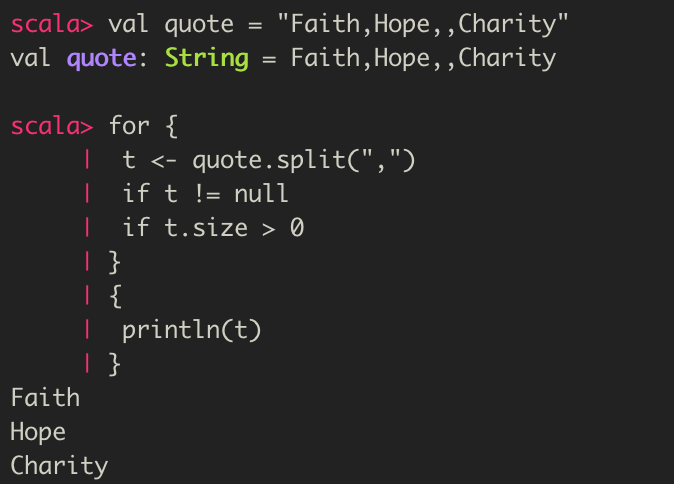 scala> val quote = "Faith,Hope,,Charity"
val quote: String = Faith,Hope,,Charity
scala> for {
     |  t <- quote.split(",")
     |  if t != null
     |  if t.size > 0
     | }
     | {
     |  println(t)
     | }
Faith
Hope
Charity